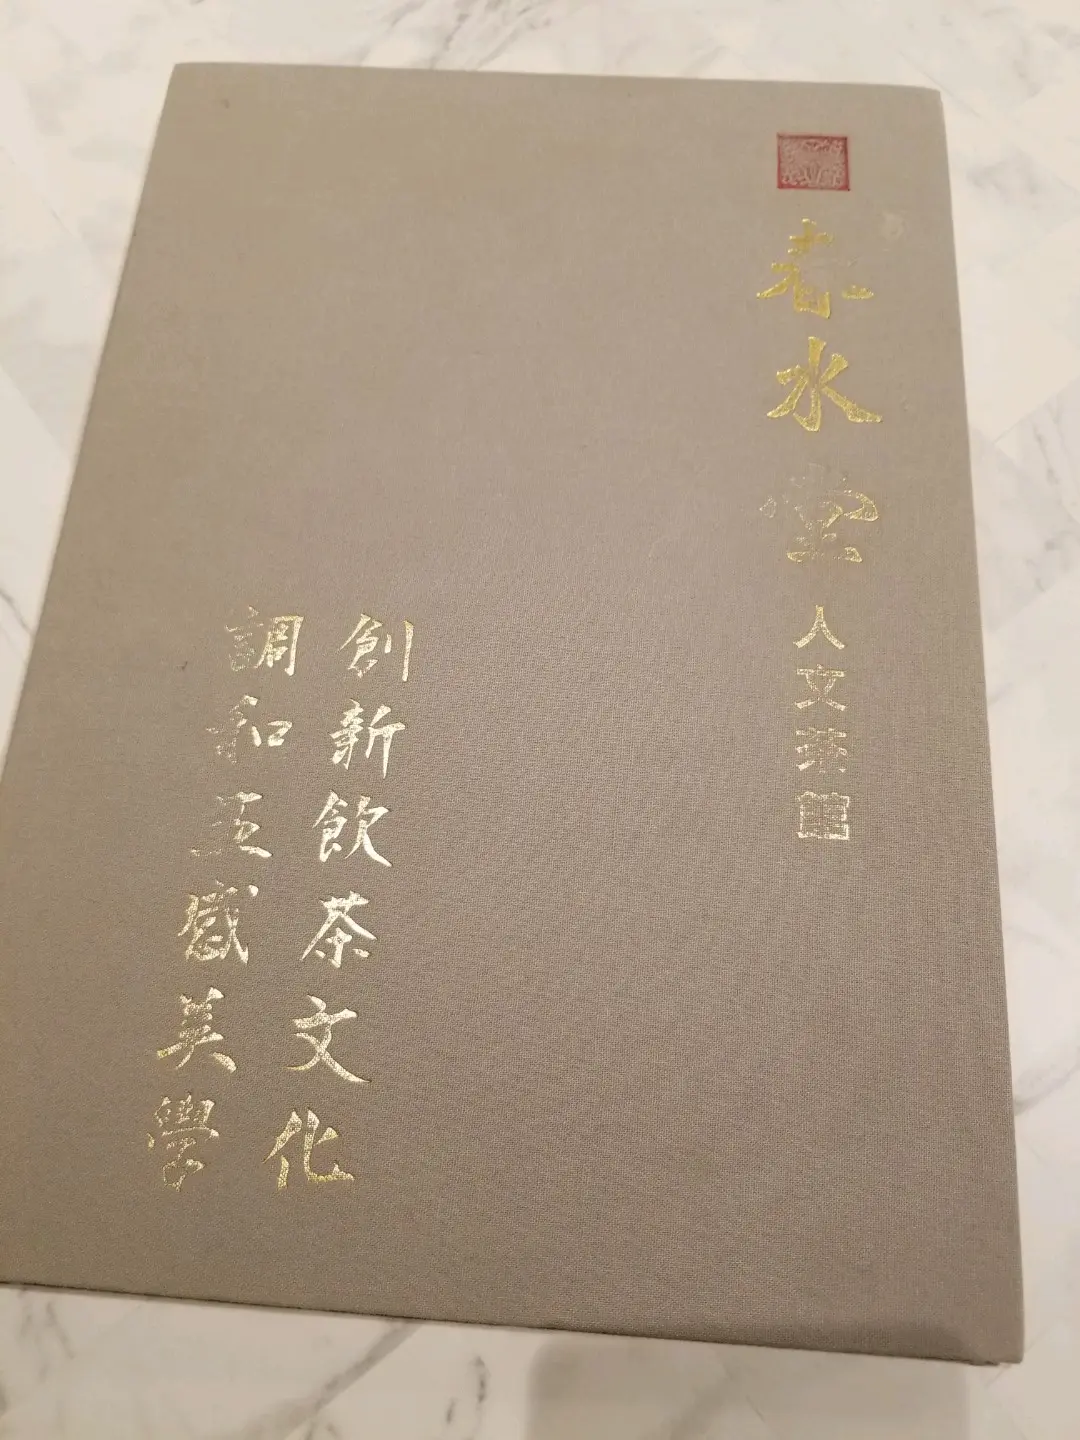 春水堂人文茶館
創新飲茶文化
調和五感美學